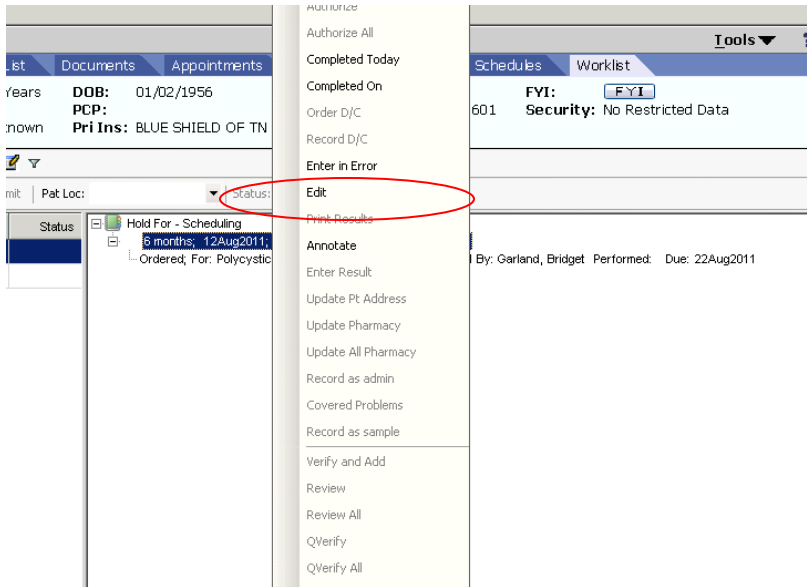 Authorize
Authorize All
Tools
List Documents Appointments Schedules Worklist
Years DOB: 01/02/1956 FYI: FYI
PCP: 601 Security: No Restricted Data
Pri Ins: BLUE SHIELD OF TN
Completed Today
Completed On
Order D/C
Record D/C
Enter in Error
Pat Loc: Status: Edit
Print Results
Status Hold For - Scheduling
6 months; 12Aug2011; Annotate
Ordered; For: Polycystic By: Garland, Bridget Performed: Due: 22Aug2011
Enter Result
Update Pt Address
Update Pharmacy
Update All Pharmacy
Record as admin
Covered Problems
Record as sample
Verify and Add
Review
Review All
QVerify
QVerify All